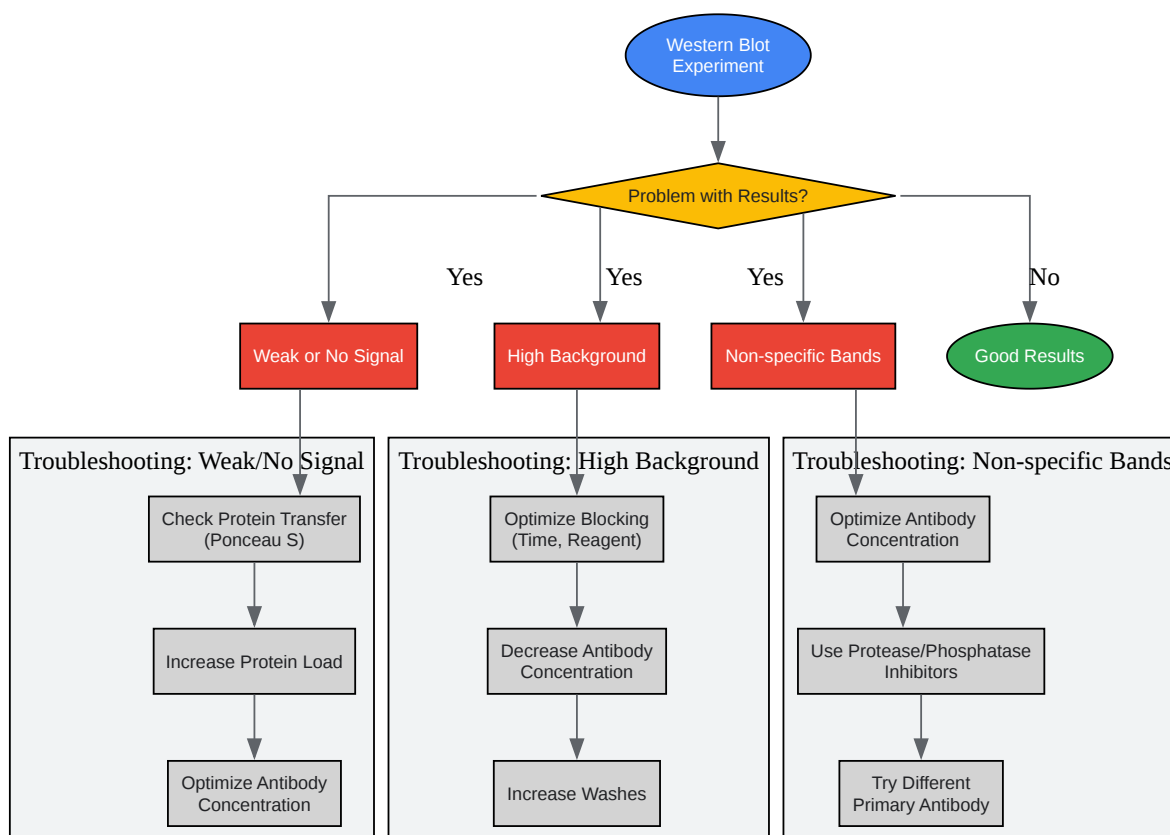 Western Blot
Experiment
Problem with Results?
Yes
Yes
Yes
No
Weak or No Signal
High Background
Non-specific Bands
Good Results
Troubleshooting: Weak/No Signal
Troubleshooting: High Background
Troubleshooting: Non-specific Bands
Check Protein Transfer
(Ponceau S)
Optimize Blocking
(Time, Reagent)
Optimize Antibody
Concentration
Increase Protein Load
Decrease Antibody
Concentration
Use Protease/Phosphatase
Inhibitors
Optimize Antibody
Concentration
Increase Washes
Try Different
Primary Antibody